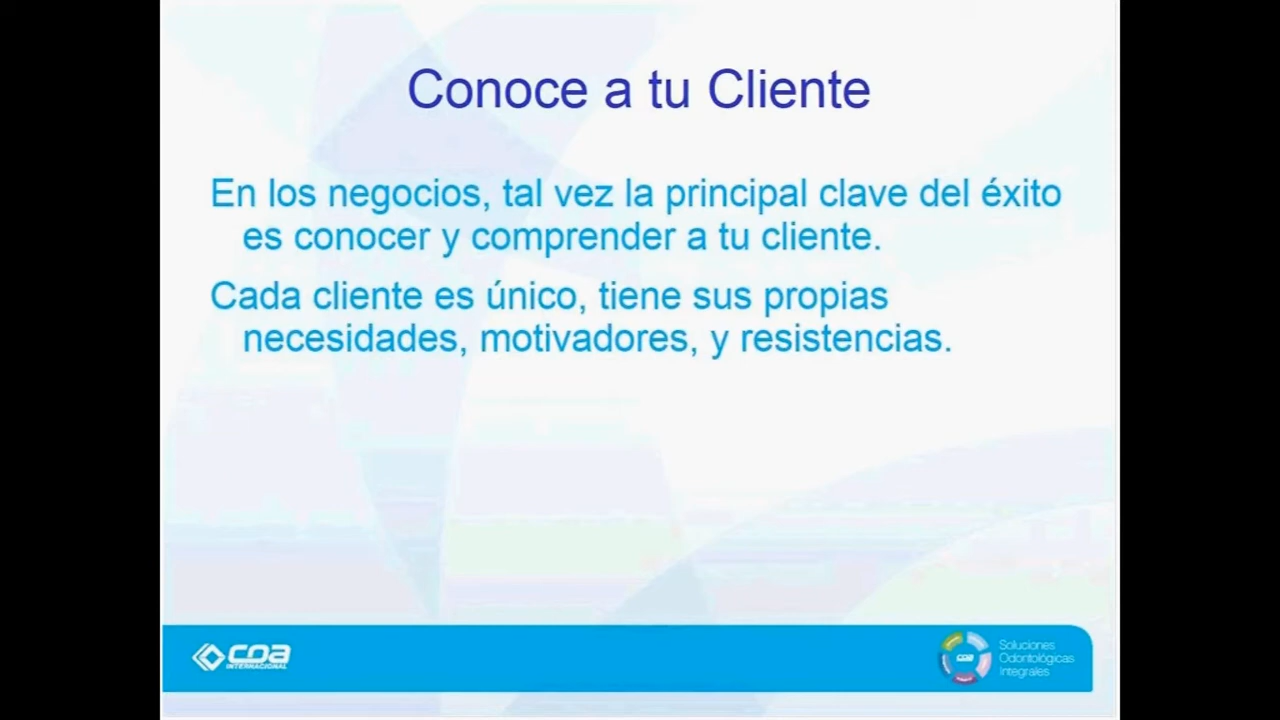 Conoce a tu Cliente
En los negocios, tal vez la principal clave del éxito
es conocer y comprender a tu cliente.
Cada cliente es único, tiene sus propias
necesidades, motivadores, y resistencias.
COA
INTERNACIONAL
COA
Soluciones
Odontológicas
Integrales